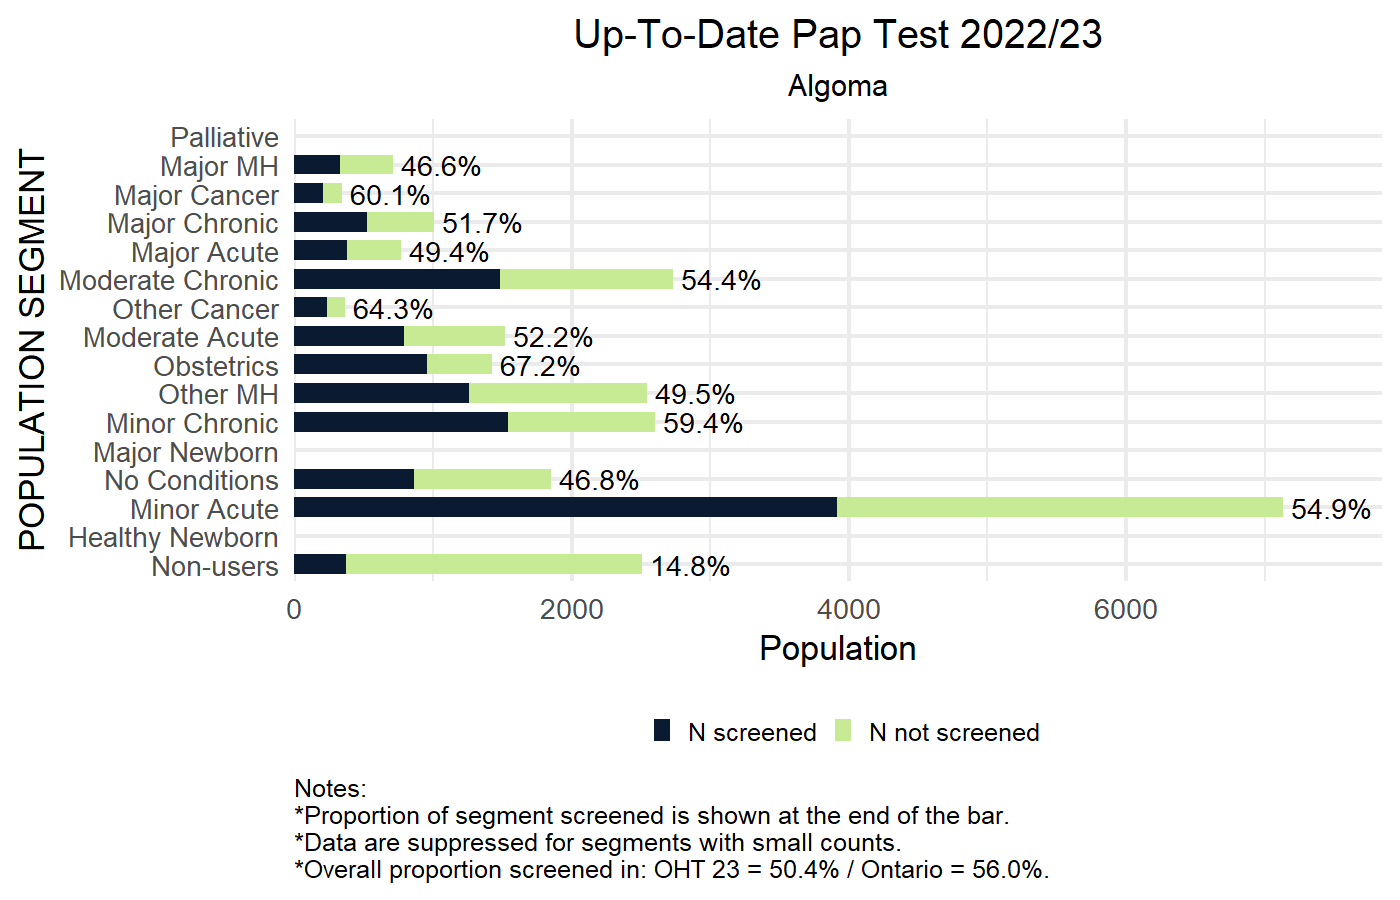 Up-To-Date Pap Test 2022/23
Algoma
POPULATION SEGMENT
Palliative
Major MH 46.6%
Major Cancer 60.1%
Major Chronic 51.7%
Major Acute 49.4%
Moderate Chronic 54.4%
Other Cancer 64.3%
Moderate Acute 52.2%
Obstetrics 67.2%
Other MH 49.5%
Minor Chronic 59.4%
Major Newborn
No Conditions 46.8%
Minor Acute 54.9%
Healthy Newborn
Non-users 14.8%
0 2000 4000 6000
Population
N screened N not screened
Notes:
*Proportion of segment screened is shown at the end of the bar.
*Data are suppressed for segments with small counts.
*Overall proportion screened in: OHT 23 = 50.4% / Ontario = 56.0%.